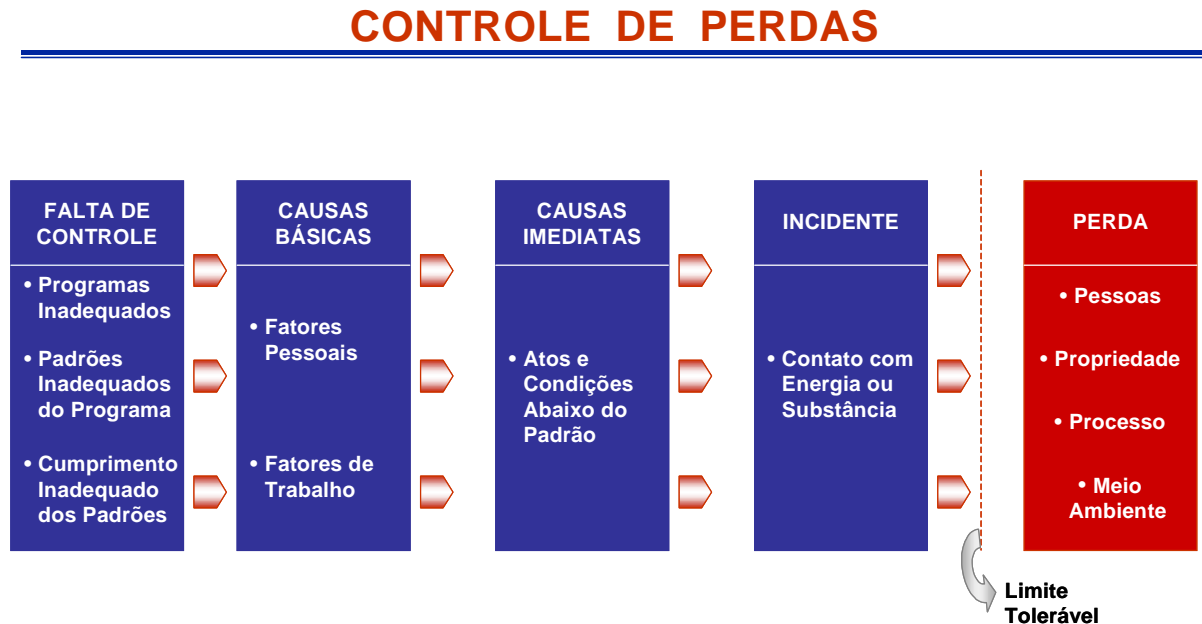 CONTROLE DE PERDAS
FALTA DE
CONTROLE
• Programas
Inadequados
• Padrões
Inadequados
do Programa
• Cumprimento
Inadequado
dos Padrões
CAUSAS
BÁSICAS
• Fatores
Pessoais
• Fatores de
Trabalho
CAUSAS
IMEDIATAS
• Atos e
Condições
Abaixo do
Padrão
INCIDENTE
• Contato com
Energia ou
Substância
PERDA
• Pessoas
• Propriedade
• Processo
• Meio
Ambiente
Limite
Tolerável